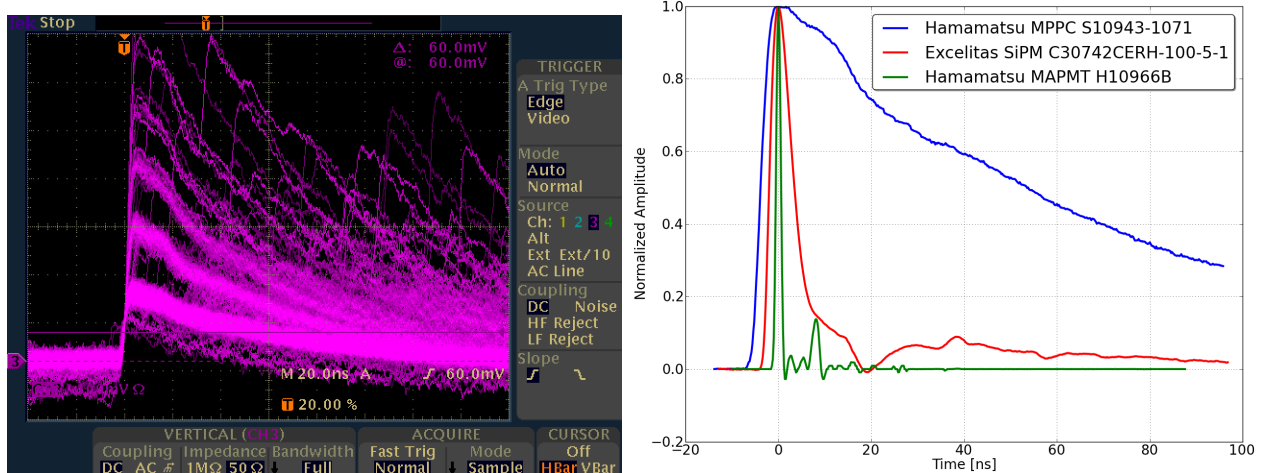 Tek Stop
T
T
Δ: 60.0mV
@: 60.0mV
3
M 20.0ns A 60.0mV
T 20.00 %
TRIGGER
A Trig Type
Edge
Video
Mode
Auto
Normal
Source
Ch: 1 2 3 4
Alt
Ext Ext/10
AC Line
Coupling
DC Noise
HF Reject
LF Reject
Slope
VERTICAL (CH3)
Coupling Impedance Bandwidth
DC AC 1MΩ 50 Ω Full
ACQUIRE
Fast Trig Mode
Normal Sample
CURSOR
Off
HBar VBar
Hamamatsu MPPC S10943-1071
Excelitas SiPM C30742CERH-100-5-1
Hamamatsu MAPMT H10966B
Normalized Amplitude
1.0
0.8
0.6
0.4
0.2
0.0
−0.2
−20 0 20 40 60 80 100
Time [ns]